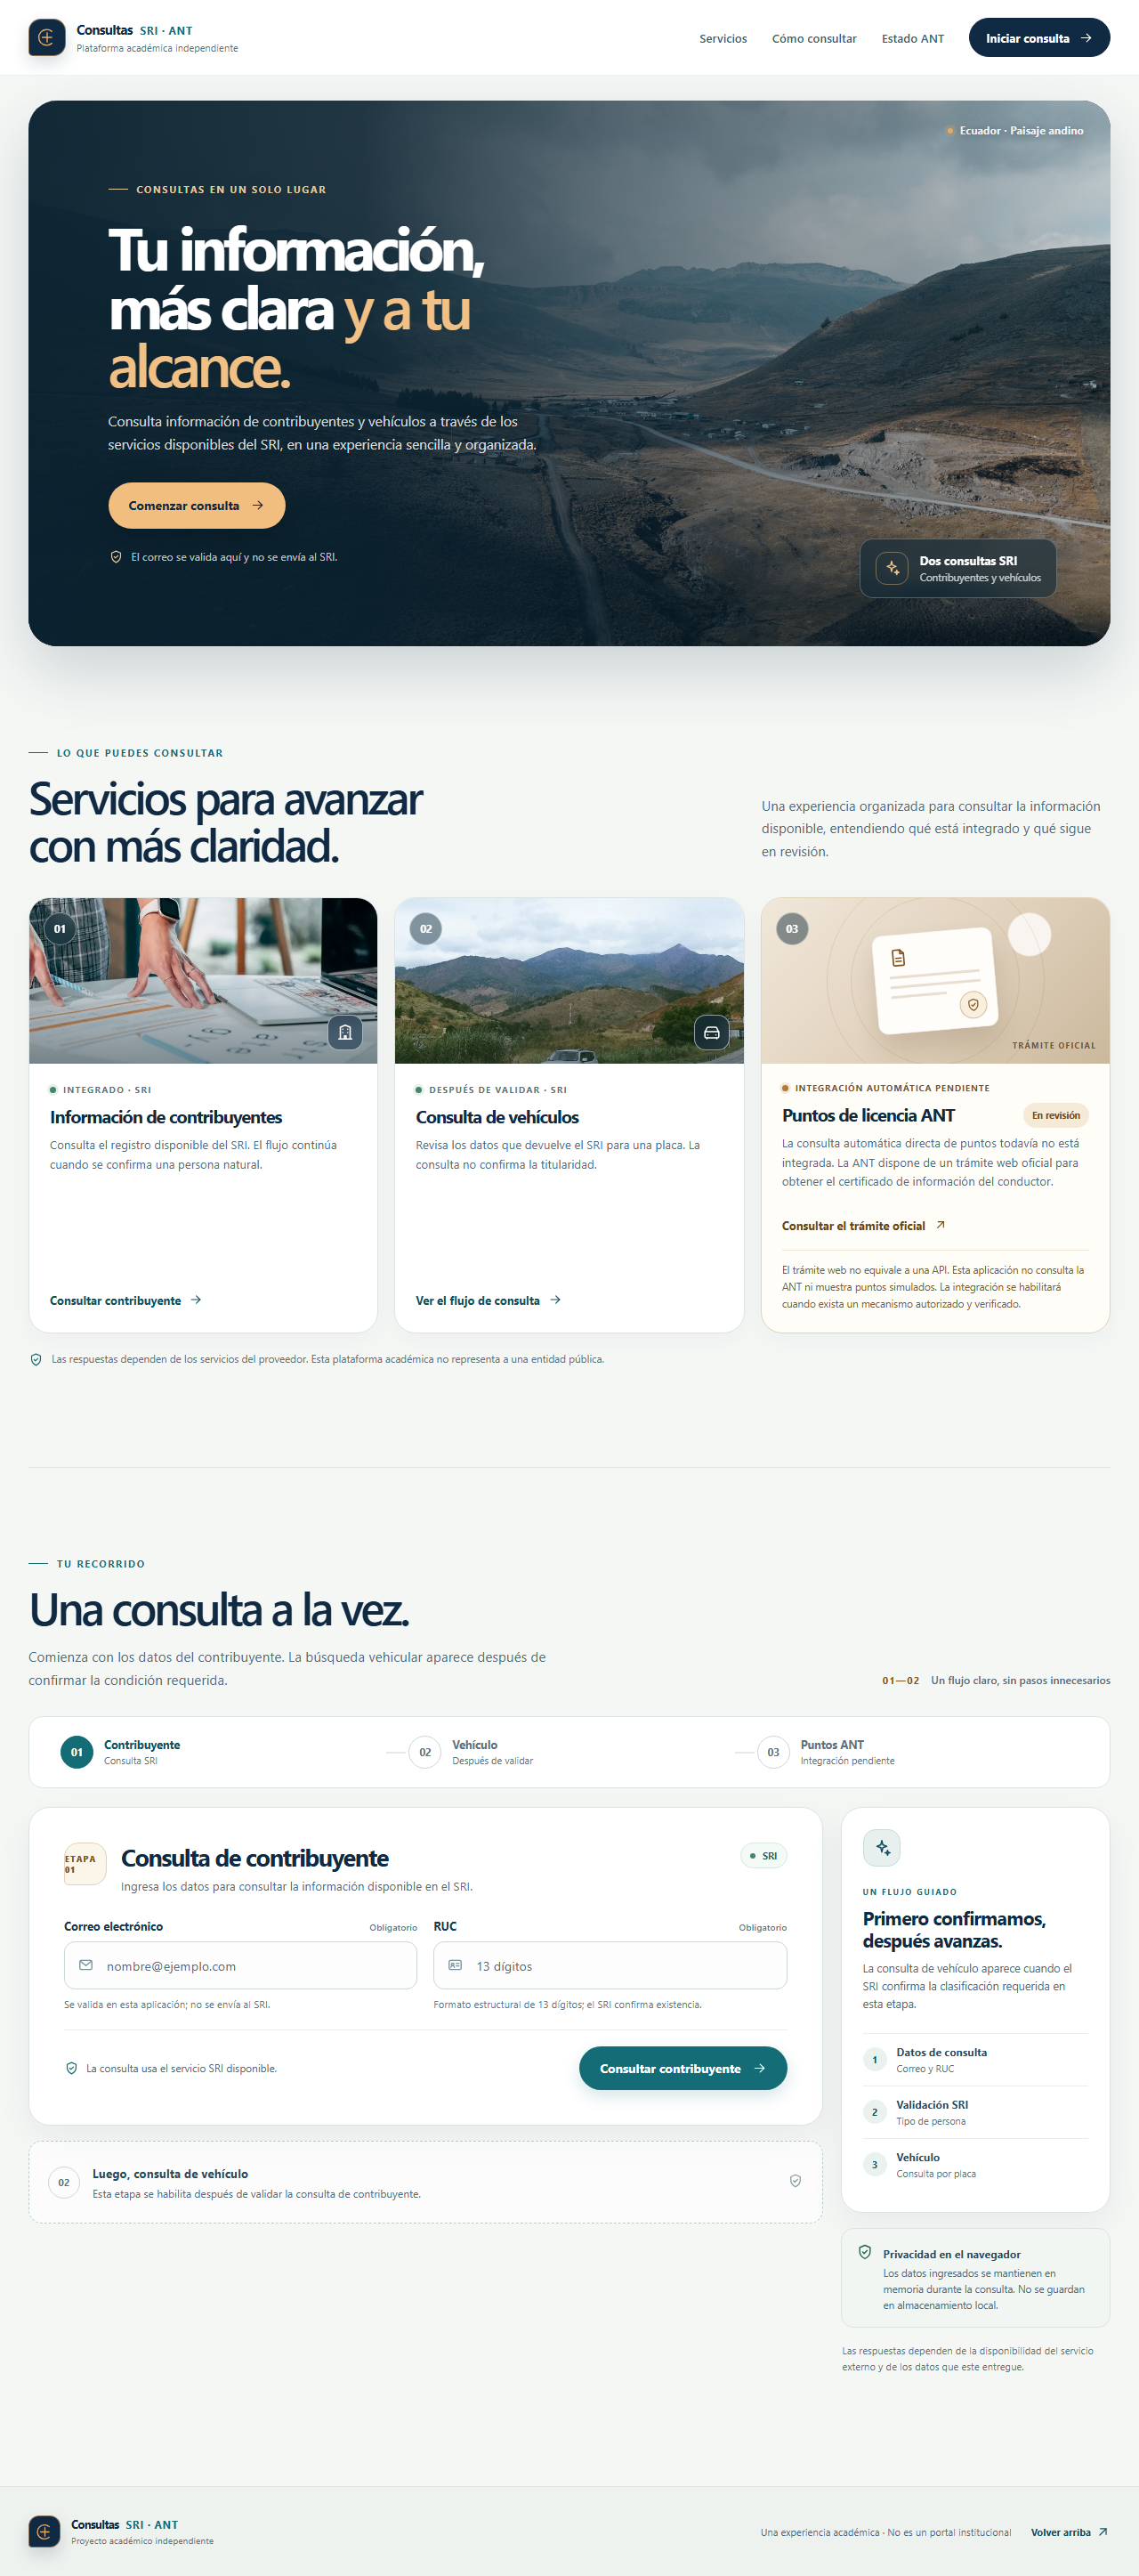 Consultas SRI · ANT
Plataforma académica independiente
Servicios
Cómo consultar
Estado ANT
Iniciar consulta
Ecuador · Paisaje andino
CONSULTAS EN UN SOLO LUGAR
Tu información,
más clara y a tu
alcance.
Consulta información de contribuyentes y vehículos a través de los
servicios disponibles del SRI, en una experiencia sencilla y organizada.
Comenzar consulta
El correo se valida aquí y no se envía al SRI.
Dos consultas SRI
Contribuyentes y vehículos
LO QUE PUEDES CONSULTAR
Servicios para avanzar
con más claridad.
Una experiencia organizada para consultar la información
disponible, entendiendo qué está integrado y qué sigue
en revisión.
01
INTEGRADO · SRI
Información de contribuyentes
Consulta el registro disponible del SRI. El flujo continúa
cuando se confirma una persona natural.
Consultar contribuyente
02
DESPUÉS DE VALIDAR · SRI
Consulta de vehículos
Revisa los datos que devuelve el SRI para una placa. La
consulta no confirma la titularidad.
Ver el flujo de consulta
03
TRÁMITE OFICIAL
INTEGRACIÓN AUTOMÁTICA PENDIENTE
Puntos de licencia ANT
En revisión
La consulta automática directa de puntos todavía no está
integrada. La ANT dispone de un trámite web oficial para
obtener el certificado de información del conductor.
Consultar el trámite oficial
El trámite web no equivale a una API. Esta aplicación no consulta la
ANT ni muestra puntos simulados. La integración se habilitará
cuando exista un mecanismo autorizado y verificado.
Las respuestas dependen de los servicios del proveedor. Esta plataforma académica no representa a una entidad pública.
TU RECORRIDO
Una consulta a la vez.
Comienza con los datos del contribuyente. La búsqueda vehicular aparece después de
confirmar la condición requerida.
01—02 Un flujo claro, sin pasos innecesarios
01
Contribuyente
Consulta SRI
02
Vehículo
Después de validar
03
Puntos ANT
Integración pendiente
ETAPA
01
Consulta de contribuyente
Ingresa los datos para consultar la información disponible en el SRI.
SRI
Correo electrónico
Obligatorio
nombre@ejemplo.com
Se valida en esta aplicación; no se envía al SRI.
RUC
Obligatorio
13 dígitos
Formato estructural de 13 dígitos; el SRI confirma existencia.
La consulta usa el servicio SRI disponible.
Consultar contribuyente
02
Luego, consulta de vehículo
Esta etapa se habilita después de validar la consulta de contribuyente.
UN FLUJO GUIADO
Primero confirmamos,
después avanzas.
La consulta de vehículo aparece cuando el
SRI confirma la clasificación requerida en
esta etapa.
1
Datos de consulta
Correo y RUC
2
Validación SRI
Tipo de persona
3
Vehículo
Consulta por placa
Privacidad en el navegador
Los datos ingresados se mantienen en
memoria durante la consulta. No se guardan
en almacenamiento local.
Las respuestas dependen de la disponibilidad del servicio
externo y de los datos que este entregue.
Consultas SRI · ANT
Proyecto académico independiente
Una experiencia académica · No es un portal institucional
Volver arriba